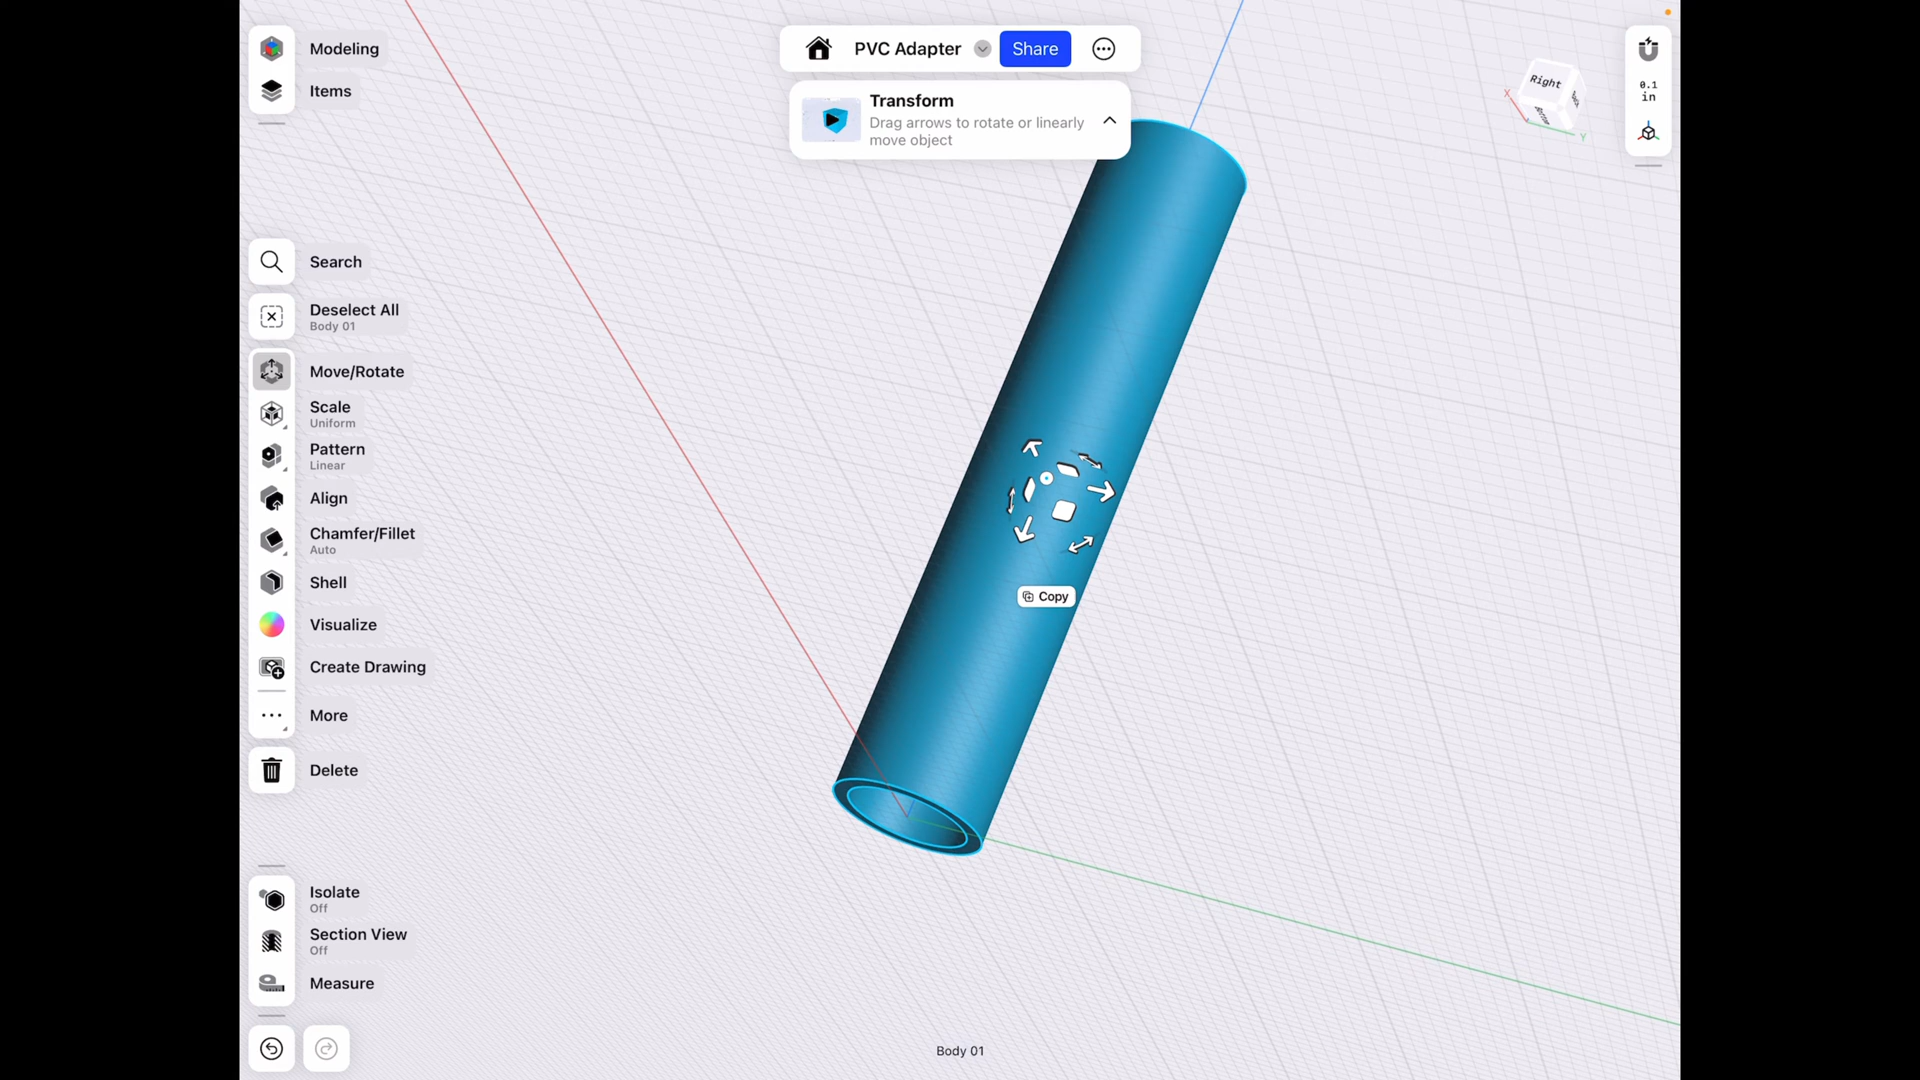 Modeling
Items
PVC Adapter
Share
Transform
Drag arrows to rotate or linearly
move object
Right
X
Y
0.1
in
Search
Deselect All
Body 01
Move/Rotate
Scale
Uniform
Pattern
Linear
Align
Chamfer/Fillet
Auto
Shell
Visualize
Create Drawing
More
Delete
Copy
Isolate
Off
Section View
Off
Measure
Body 01